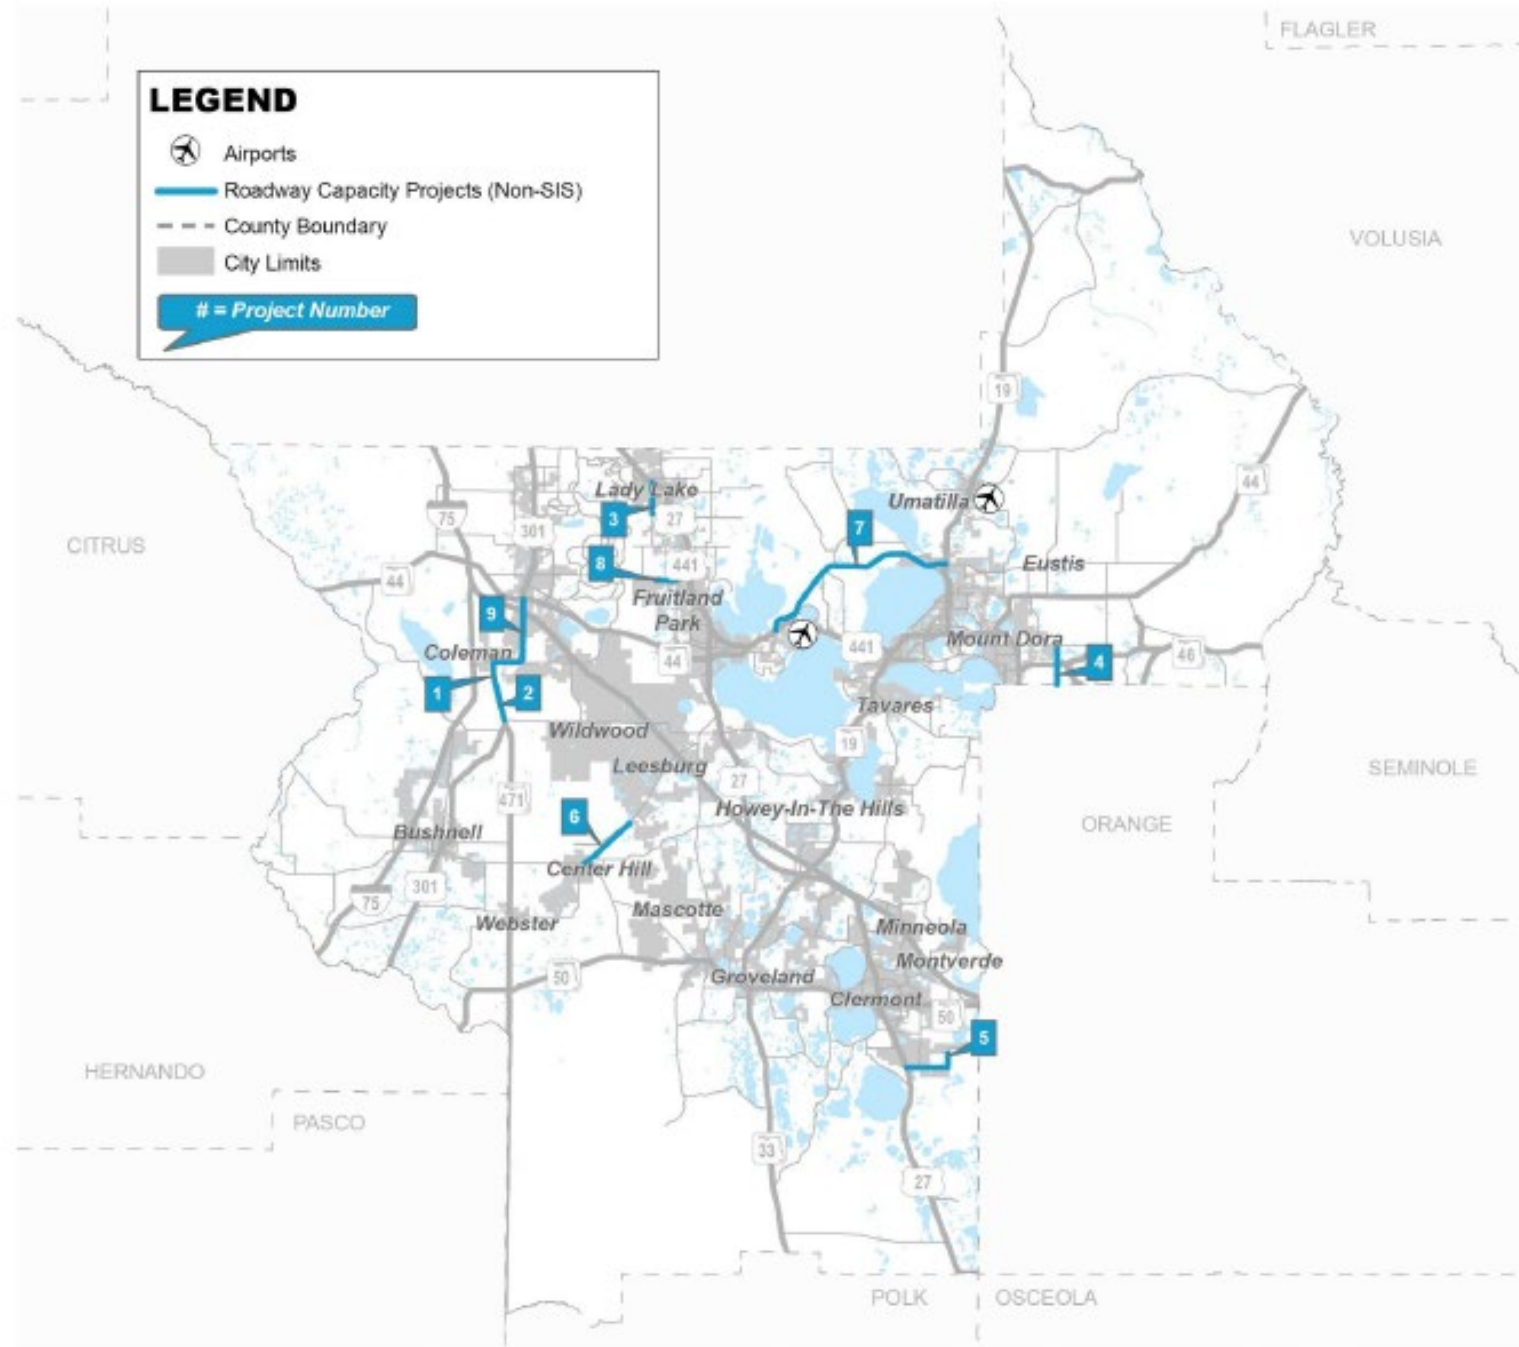 FLAGLER
LEGEND
Airports
Roadway Capacity Projects (Non-SIS)
County Boundary
City Limits
# = Project Number
VOLUSIA
19
Lady Lake
Umatilla
44
75
3
27
301
7
CITRUS
8
441
Eustis
44
Fruitland
Park
9
Mount Dora
Coleman
44
441
46
4
1
2
Tavares
Wildwood
19
Leesburg
27
SEMINOLE
471
Howey-In-The Hills
6
ORANGE
Bushnell
Center Hill
301
75
Mascotte
Webster
Minneola
Montverde
50
Groveland
Clermont
50
5
HERNANDO
PASCO
33
27
POLK
OSCEOLA